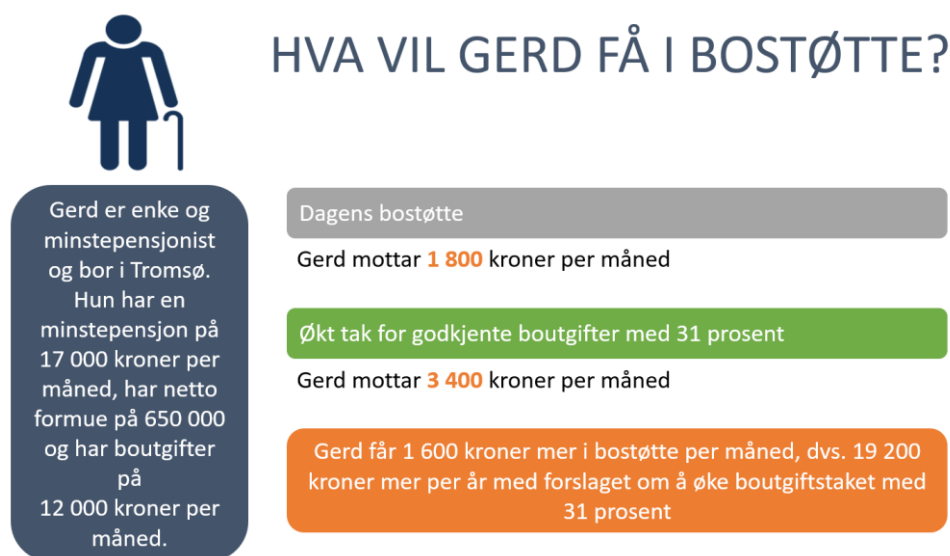 HVA VIL GERD FÅ I BOSTØTTE?
Gerd er enke og
minstepensjonist
og bor i Tromsø.
Hun har en
minstepensjon på
17 000 kroner per
måned, har netto
formue på 650 000
og har boutgifter
på
12 000 kroner per
måned.
Dagens bostøtte
Gerd mottar 1 800 kroner per måned
Økt tak for godkjente boutgifter med 31 prosent
Gerd mottar 3 400 kroner per måned
Gerd får 1 600 kroner mer i bostøtte per måned, dvs. 19 200
kroner mer per år med forslaget om å øke boutgiftstaket med
31 prosent